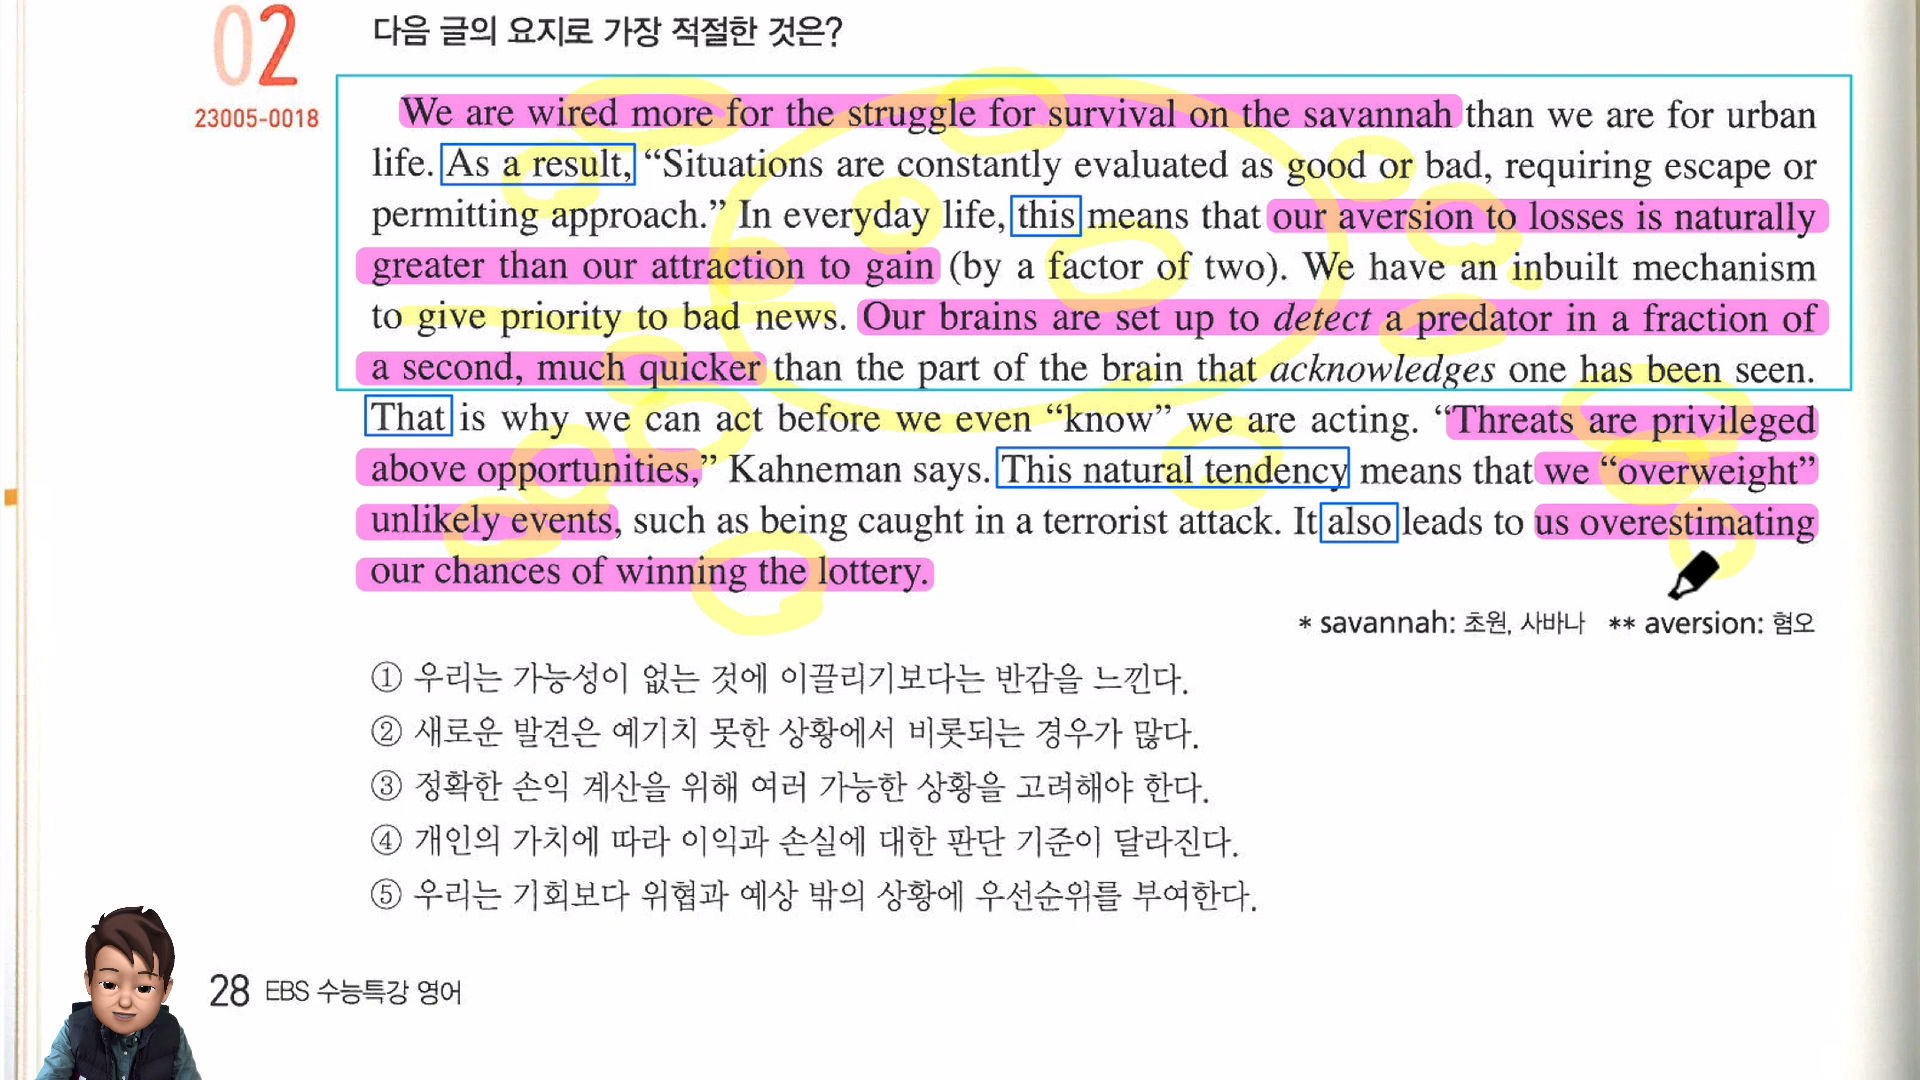 02
23005-0018
다음 글의 요지로 가장 적절한 것은?
We are wired more for the struggle for survival on the savannah than we are for urban
life. As a result, “Situations are constantly evaluated as good or bad, requiring escape or
permitting approach.” In everyday life, this means that our aversion to losses is naturally
greater than our attraction to gain (by a factor of two). We have an inbuilt mechanism
to give priority to bad news. Our brains are set up to detect a predator in a fraction of
a second, much quicker than the part of the brain that acknowledges one has been seen.
That is why we can act before we even “know” we are acting. “Threats are privileged
above opportunities,” Kahneman says. This natural tendency means that we “overweight”
unlikely events, such as being caught in a terrorist attack. It also leads to us overestimating
our chances of winning the lottery.
* savannah: 초원, 사바나 ** aversion: 혐오
① 우리는 가능성이 없는 것에 이끌리기보다는 반감을 느낀다.
② 새로운 발견은 예기치 못한 상황에서 비롯되는 경우가 많다.
③ 정확한 손익 계산을 위해 여러 가능한 상황을 고려해야 한다.
④ 개인의 가치에 따라 이익과 손실에 대한 판단 기준이 달라진다.
⑤ 우리는 기회보다 위협과 예상 밖의 상황에 우선순위를 부여한다.
28 EBS 수능특강 영어